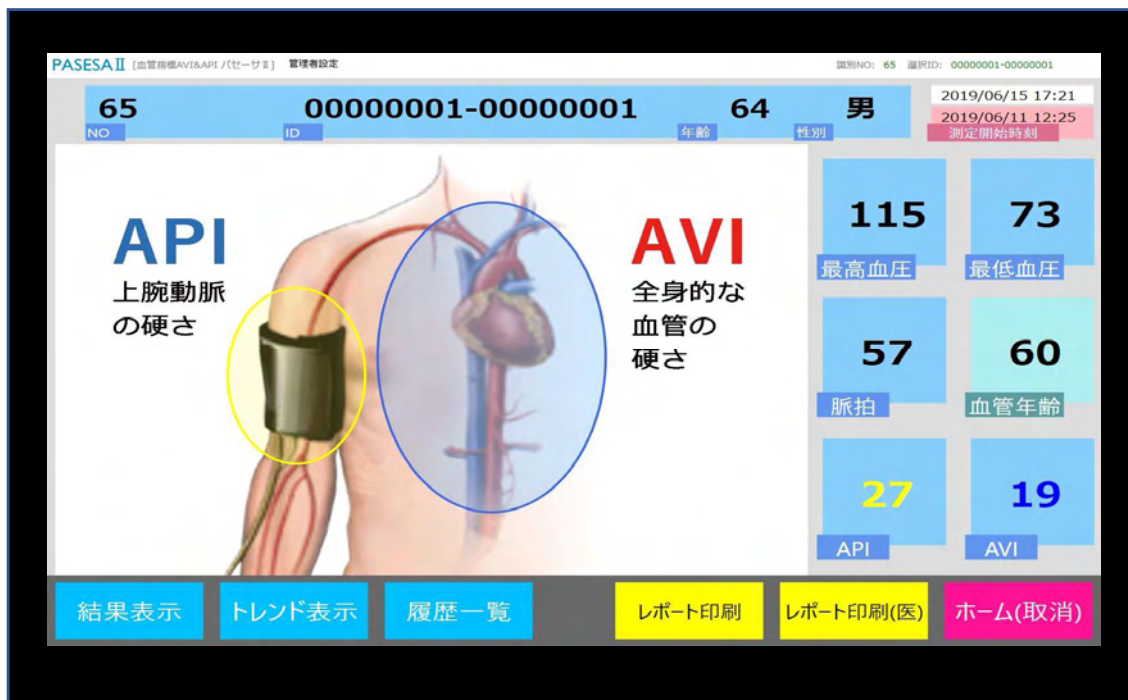 PASESAⅡ [血管指標AVI&API パセーサⅡ] 管理者設定
識別NO: 65 選択ID: 00000001-00000001
65 00000001-00000001 64 男
NO ID 年齢 性別
2019/06/15 17:21
2019/06/11 12:25
測定開始時刻
API
上腕動脈
の硬さ
AVI
全身的な
血管の
硬さ
115 73
最高血圧 最低血圧
57 60
脈拍 血管年齢
27 19
API AVI
結果表示 トレンド表示 履歴一覧 レポート印刷 レポート印刷(医) ホーム(取消)